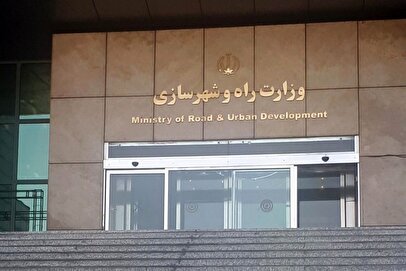 وزارت راه و شهرسازی
Ministry of Road & Urban Development